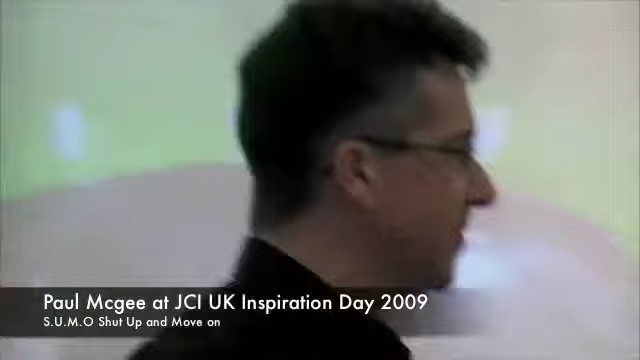 Paul Mcgee at JCI UK Inspiration Day 2009
S.U.M.O Shut Up and Move on